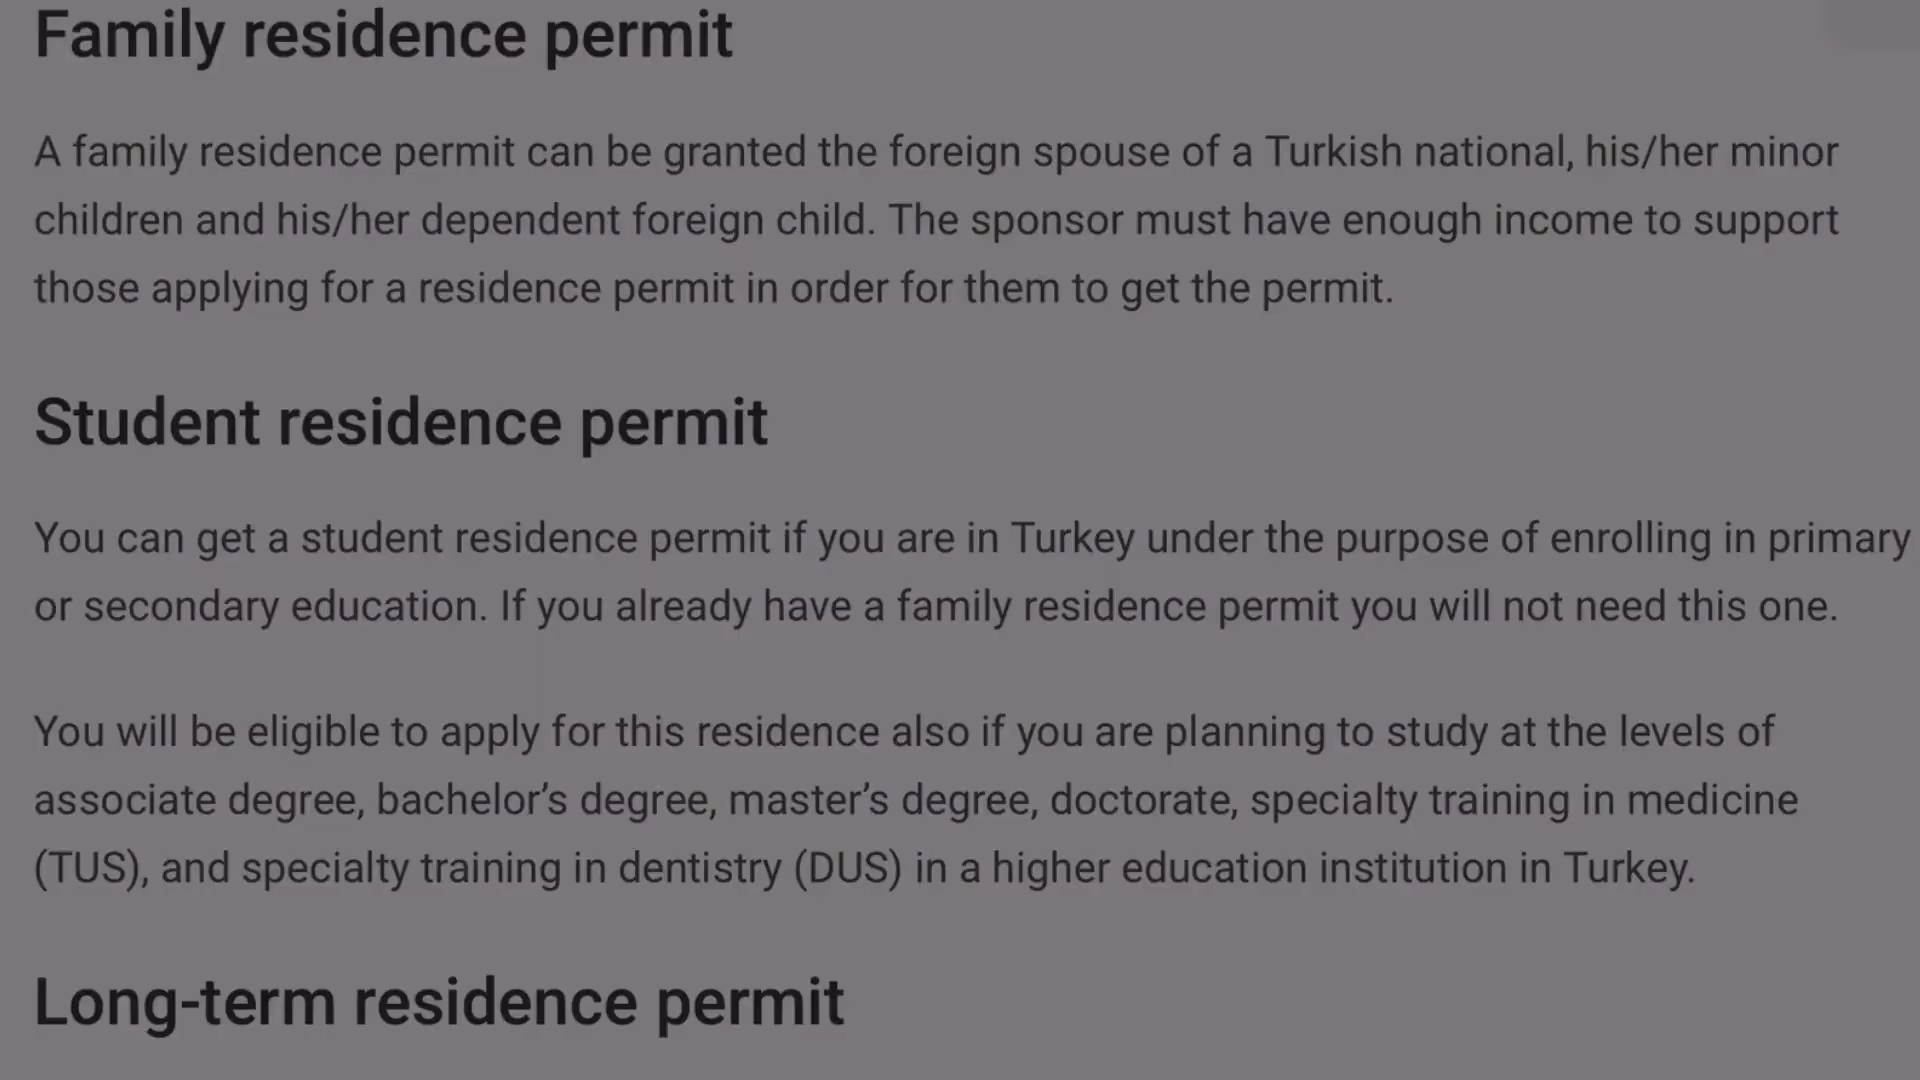 Family residence permit
A family residence permit can be granted the foreign spouse of a Turkish national, his/her minor
children and his/her dependent foreign child. The sponsor must have enough income to support
those applying for a residence permit in order for them to get the permit.
Student residence permit
You can get a student residence permit if you are in Turkey under the purpose of enrolling in primary
or secondary education. If you already have a family residence permit you will not need this one.
You will be eligible to apply for this residence also if you are planning to study at the levels of
associate degree, bachelor’s degree, master’s degree, doctorate, specialty training in medicine
(TUS), and specialty training in dentistry (DUS) in a higher education institution in Turkey.
Long-term residence permit